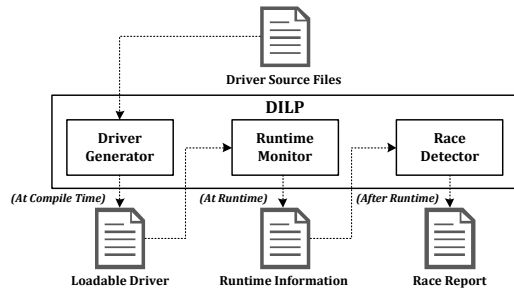 Driver Source Files
DILP
Driver
Generator
Runtime
Monitor
Race
Detector
(At Compile Time)
(At Runtime)
(After Runtime)
Loadable Driver
Runtime Information
Race Report